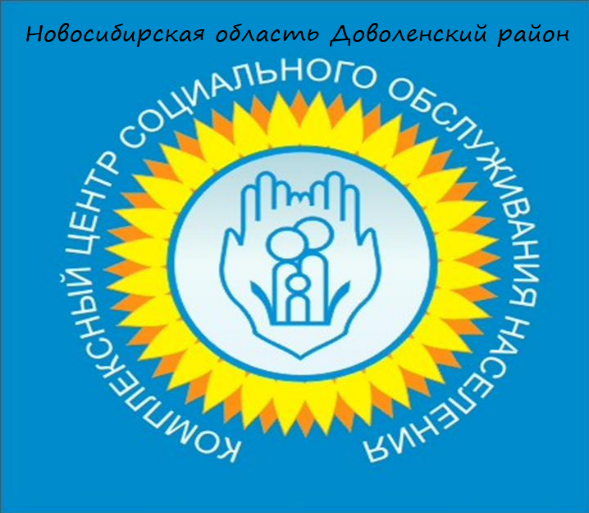 Новосибирская область Доволенский район
КОМПЛЕКСНЫЙ ЦЕНТР СОЦИАЛЬНОГО ОБСЛУЖИВАНИЯ НАСЕЛЕНИЯ